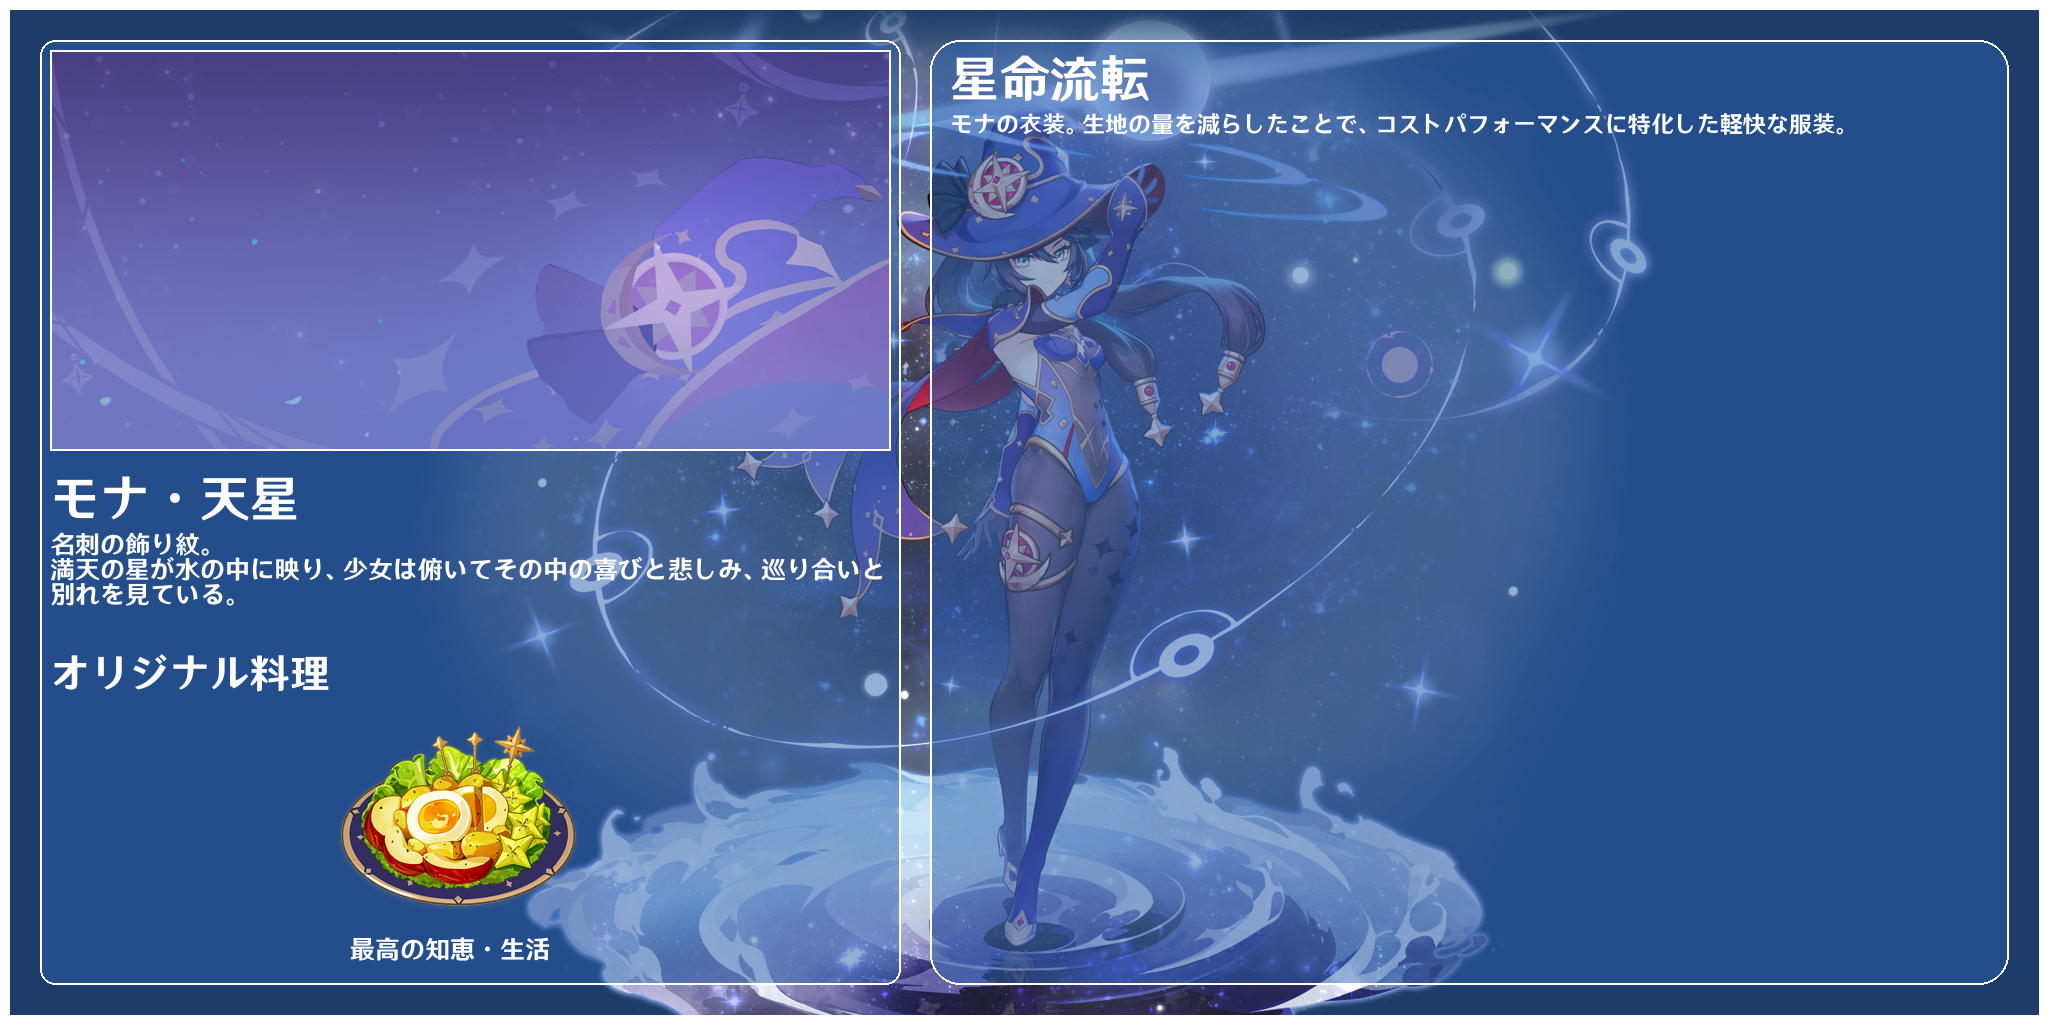 モナ・天星
名刺の飾り紋。
満天の星が水の中に映り、少女は俯いてその中の喜びと悲しみ、巡り合いと
別れを見ている。
オリジナル料理
最高の知恵・生活
星命流転
モナの衣装。生地の量を減らしたことで、コストパフォーマンスに特化した軽快な服装。